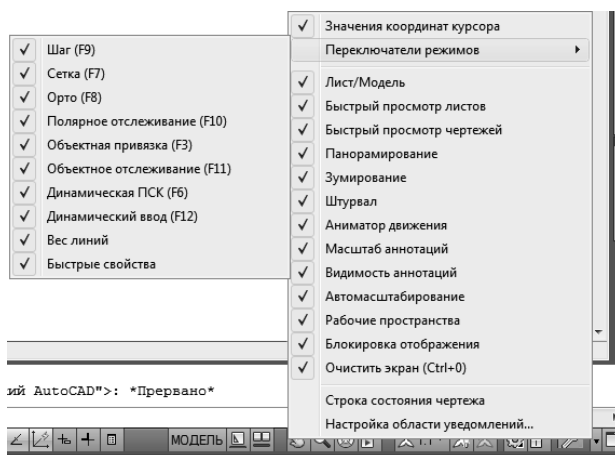 Значения координат курсора
Переключатели режимов
Шаг (F9)
Сетка (F7)
Орто (F8)
Полярное отслеживание (F10)
Объектная привязка (F3)
Объектное отслеживание (F11)
Динамическая ПСК (F6)
Динамический ввод (F12)
Вес линий
Быстрые свойства
Лист/Модель
Быстрый просмотр листов
Быстрый просмотр чертежей
Панорамирование
Зумирование
Штурвал
Аниматор движения
Масштаб аннотаций
Видимость аннотаций
Автомасштабирование
Рабочие пространства
Блокировка отображения
Очистить экран (Ctrl+0)
Строка состояния чертежа
Настройка области уведомлений...
ий AutoCAD">: *Прервано*
МОДЕЛЬ